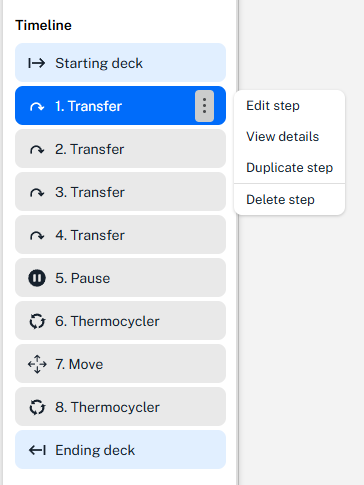 Timeline
Starting deck
1. Transfer
Edit step
View details
Duplicate step
Delete step
2. Transfer
3. Transfer
4. Transfer
5. Pause
6. Thermocycler
7. Move
8. Thermocycler
Ending deck